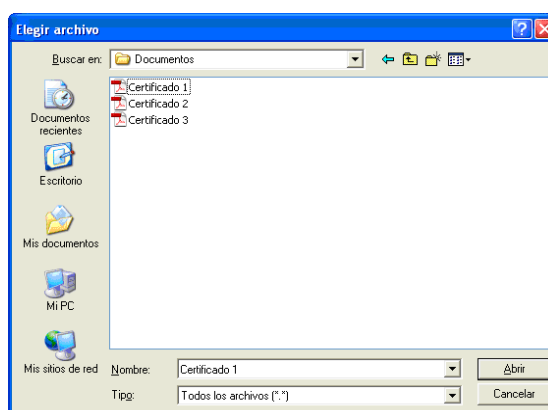 Elegir archivo
Buscar en: Documentos
Certificado 1
Certificado 2
Certificado 3
Documentos
recientes
Escritorio
Mis documentos
Mi PC
Mis sitios de red
Nombre: Certificado 1 Abrir
Tipo: Todos los archivos (*.*) Cancelar